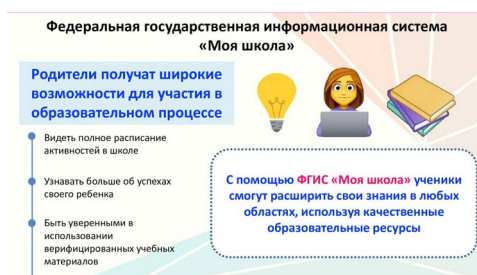 Федеральная государственная информационная система
«Моя школа»
Родители получат широкие
возможности для участия в
образовательном процессе
Видеть полное расписание
активностей в школе
Узнавать больше об успехах
своего ребенка
Быть уверенными в
использовании
верифицированных учебных
материалов
С помощью ФГИС «Моя школа» ученики
смогут расширить свои знания в любых
областях, используя качественные
образовательные ресурсы